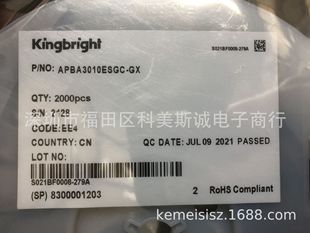 Kingbright
S021BF0008-279A
P/NO: APBA3010ESGC-GX
QTY: 2000pcs
S/N: 2128
深圳市福田区科美斯诚电子商行
CODE: EE4
COUNTRY: CN QC DATE: JUL 09 2021 PASSED
LOT NO:
S021BF0008-279A
2 RoHS Compliant
(SP) 8300001203
kemeisisz.1688.com